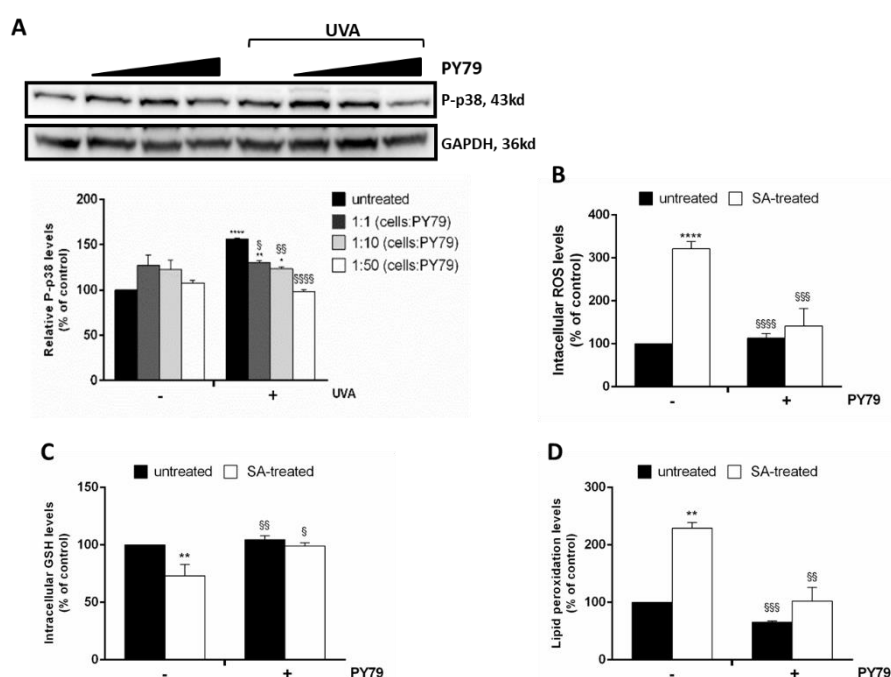 A
UVA
PY79
P-p38, 43kd
GAPDH, 36kd
Relative P-p38 levels
(% of control)
200
150
100
50
0
****
§
**
§§
*
§§§§
- +
UVA
untreated
1:1 (cells:PY79)
1:10 (cells:PY79)
1:50 (cells:PY79)
B
untreated SA-treated
Intacellular ROS levels
(% of control)
400
300
200
100
0
****
§§§§
§§§
- +
PY79
C
untreated SA-treated
Intracellular GSH levels
(% of control)
150
100
50
0
**
§§
§
- +
PY79
D
untreated SA-treated
Lipid peroxidation levels
(% of control)
300
200
100
0
**
§§§
§§
- +
PY79